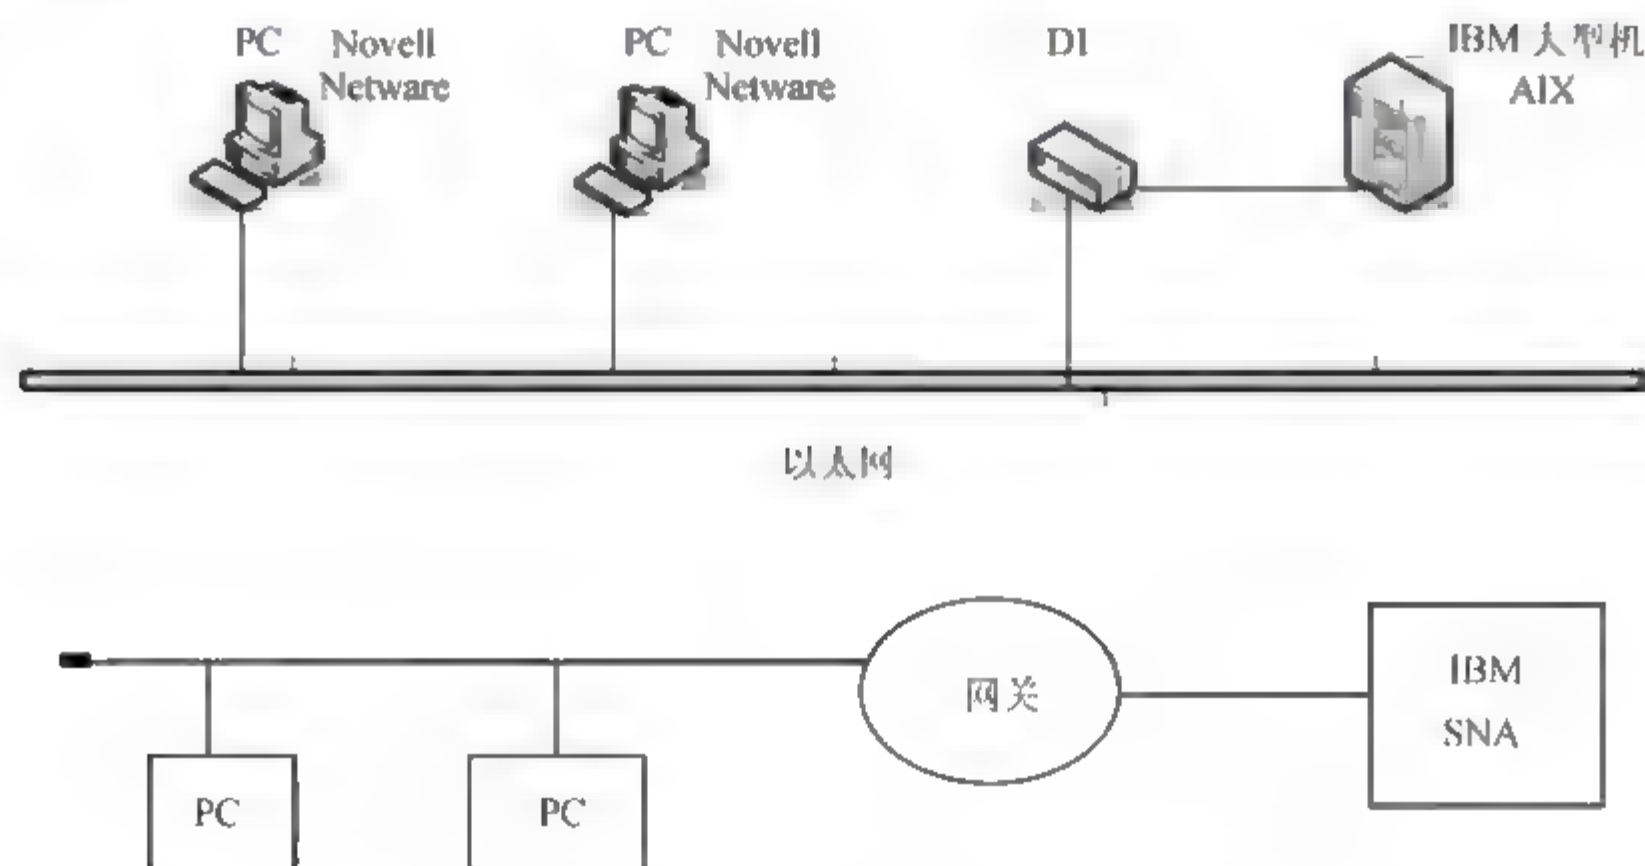 PC Novell Netware
PC Novell Netware
D1
IBM 大型机
AIX
以太网
网关
IBM
SNA
PC
PC